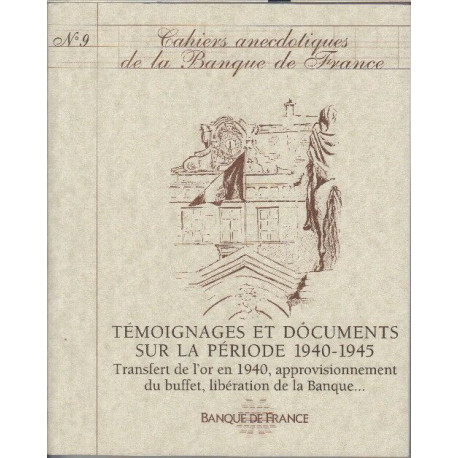 N° 9
Cahiers anecdotiques
de la Banque de France
TÉMOIGNAGES ET DÓCUMENTS
SUR LA PÉRIODE 1940-1945
Transfert de l'or en 1940, approvisionnement
du buffet, libération de la Banque...
BANQUE DE FRANCE